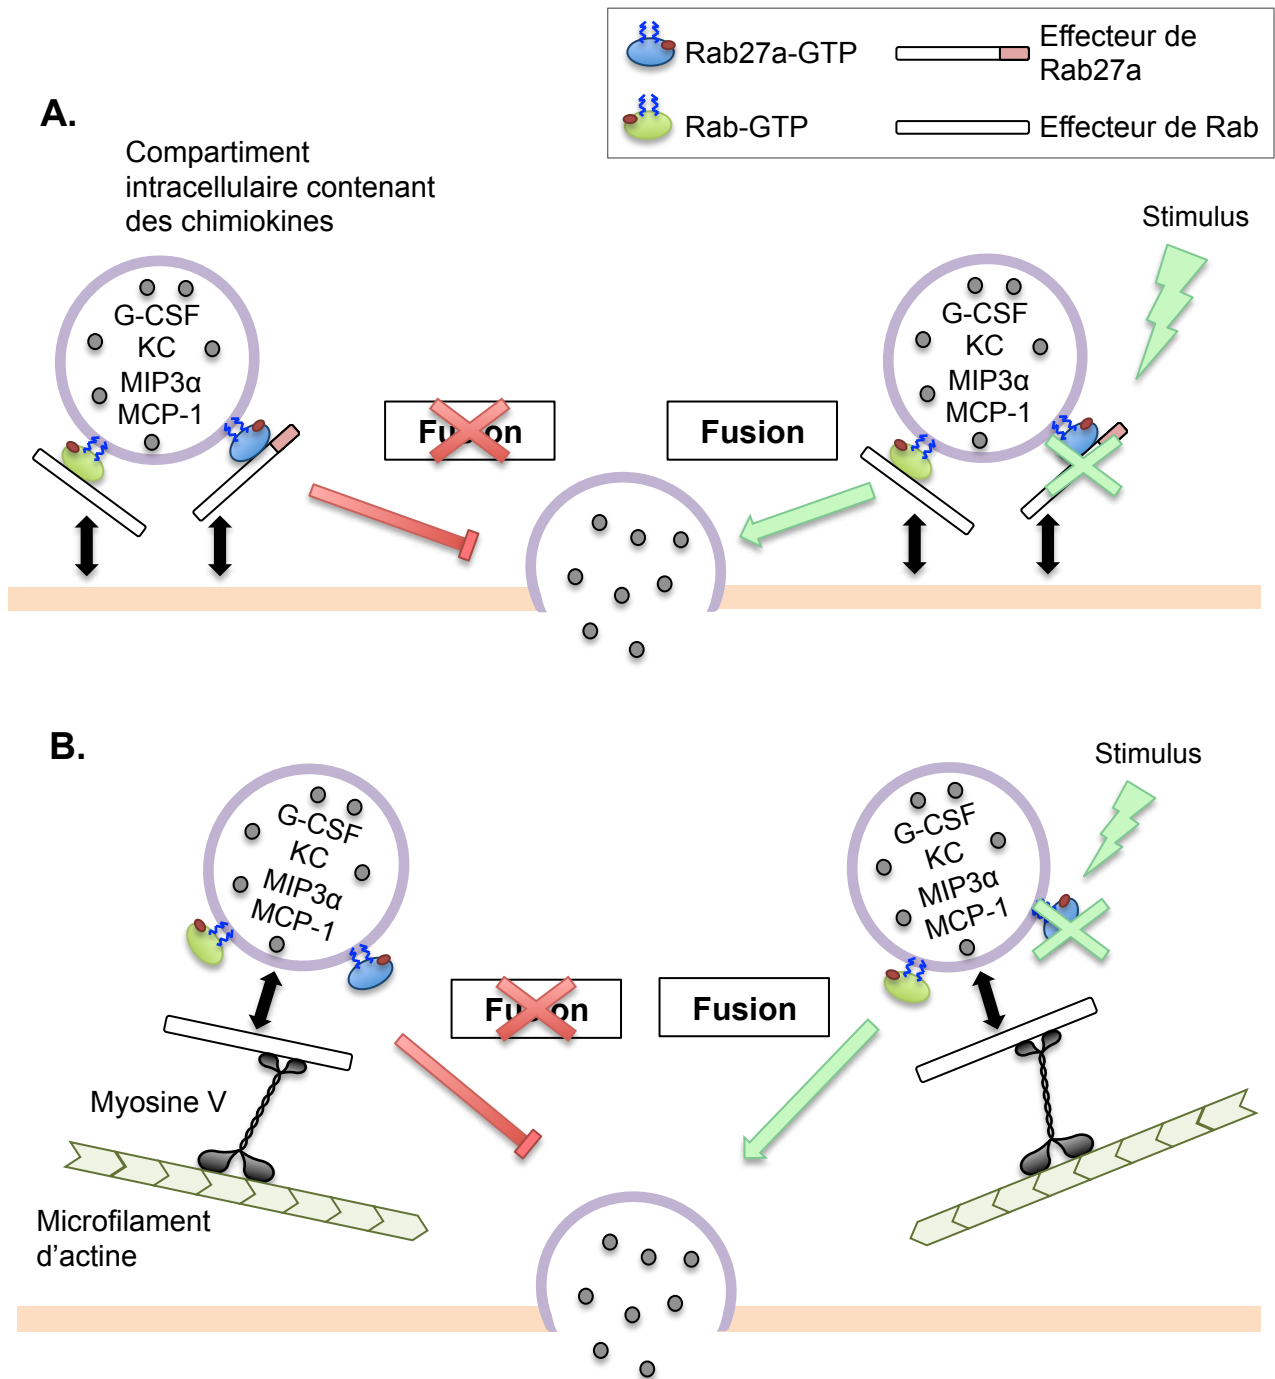 Rab27a-GTP
Effecteur de
Rab27a
Rab-GTP
Effecteur de Rab
A.
Compartiment
intracellulaire contenant
des chimiokines
Stimulus
G-CSF
KC
MIP3α
MCP-1
Fusion
Fusion
G-CSF
KC
MIP3α
MCP-1
B.
Stimulus
G-CSF
KC
MIP3α
MCP-1
Fusion
Fusion
G-CSF
KC
MIP3α
MCP-1
Myosine V
Microfilament
d’actine